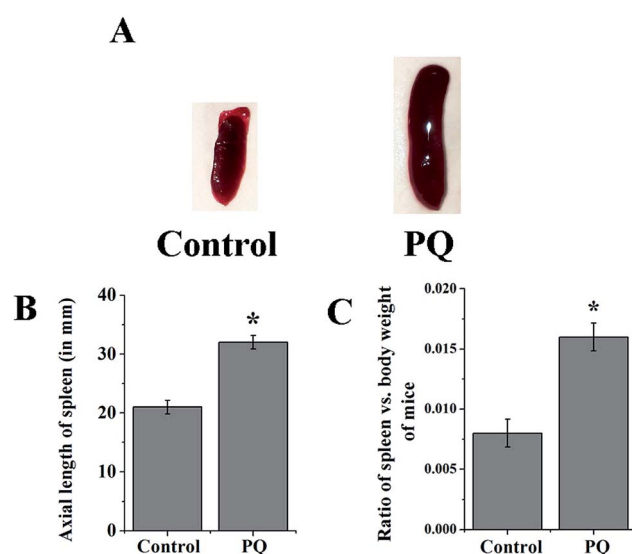 A
Control PQ
B
Axial length of spleen (in mm)
40
30
20
10
0
*
Control PQ
C
Ratio of spleen vs. body weight
of mice
0.020
0.015
0.010
0.005
0.000
*
Control PQ